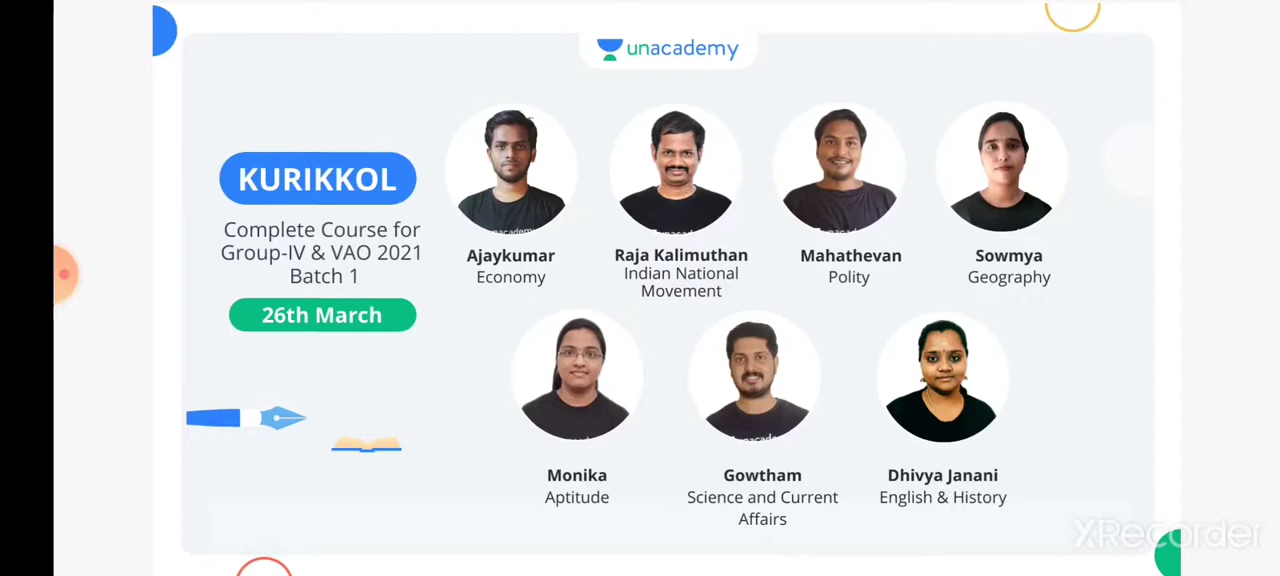 unacademy
KURIKKOL
Complete Course for
Group-IV & VAO 2021
Batch 1
26th March
Ajaykumar
Economy
Raja Kalimuthan
Indian National
Movement
Mahathevan
Polity
Sowmya
Geography
Monika
Aptitude
Gowtham
Science and Current
Affairs
Dhivya Janani
English & History
XRecorder